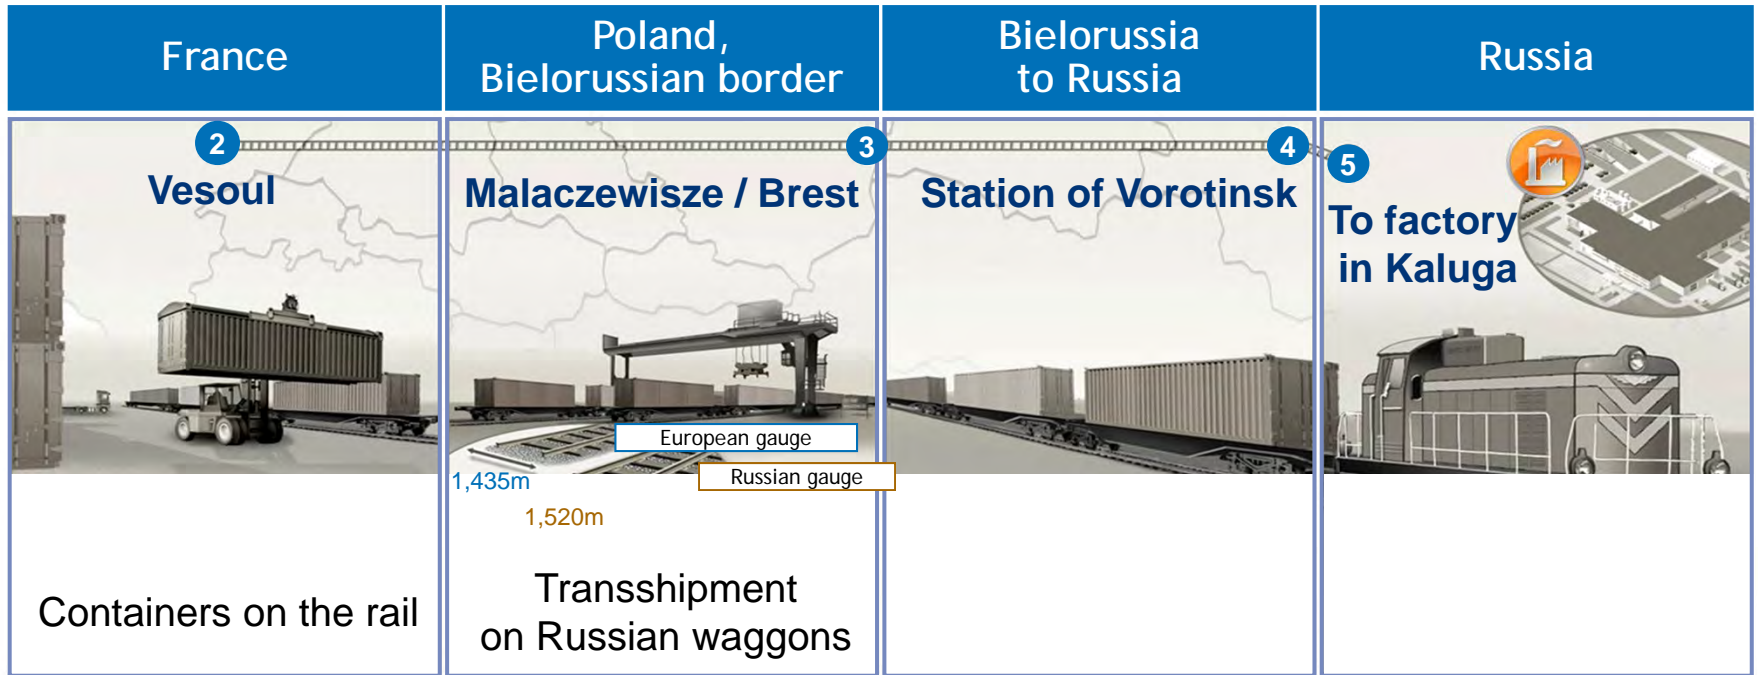 France
Poland,
Bielorussian border
Bielorussia
to Russia
Russia
2
Vesoul
3
Malaczewisze / Brest
4
Station of Vorotinsk
5
To factory
in Kaluga
European gauge
Russian gauge
1,435m
1,520m
Containers on the rail
Transshipment
on Russian waggons